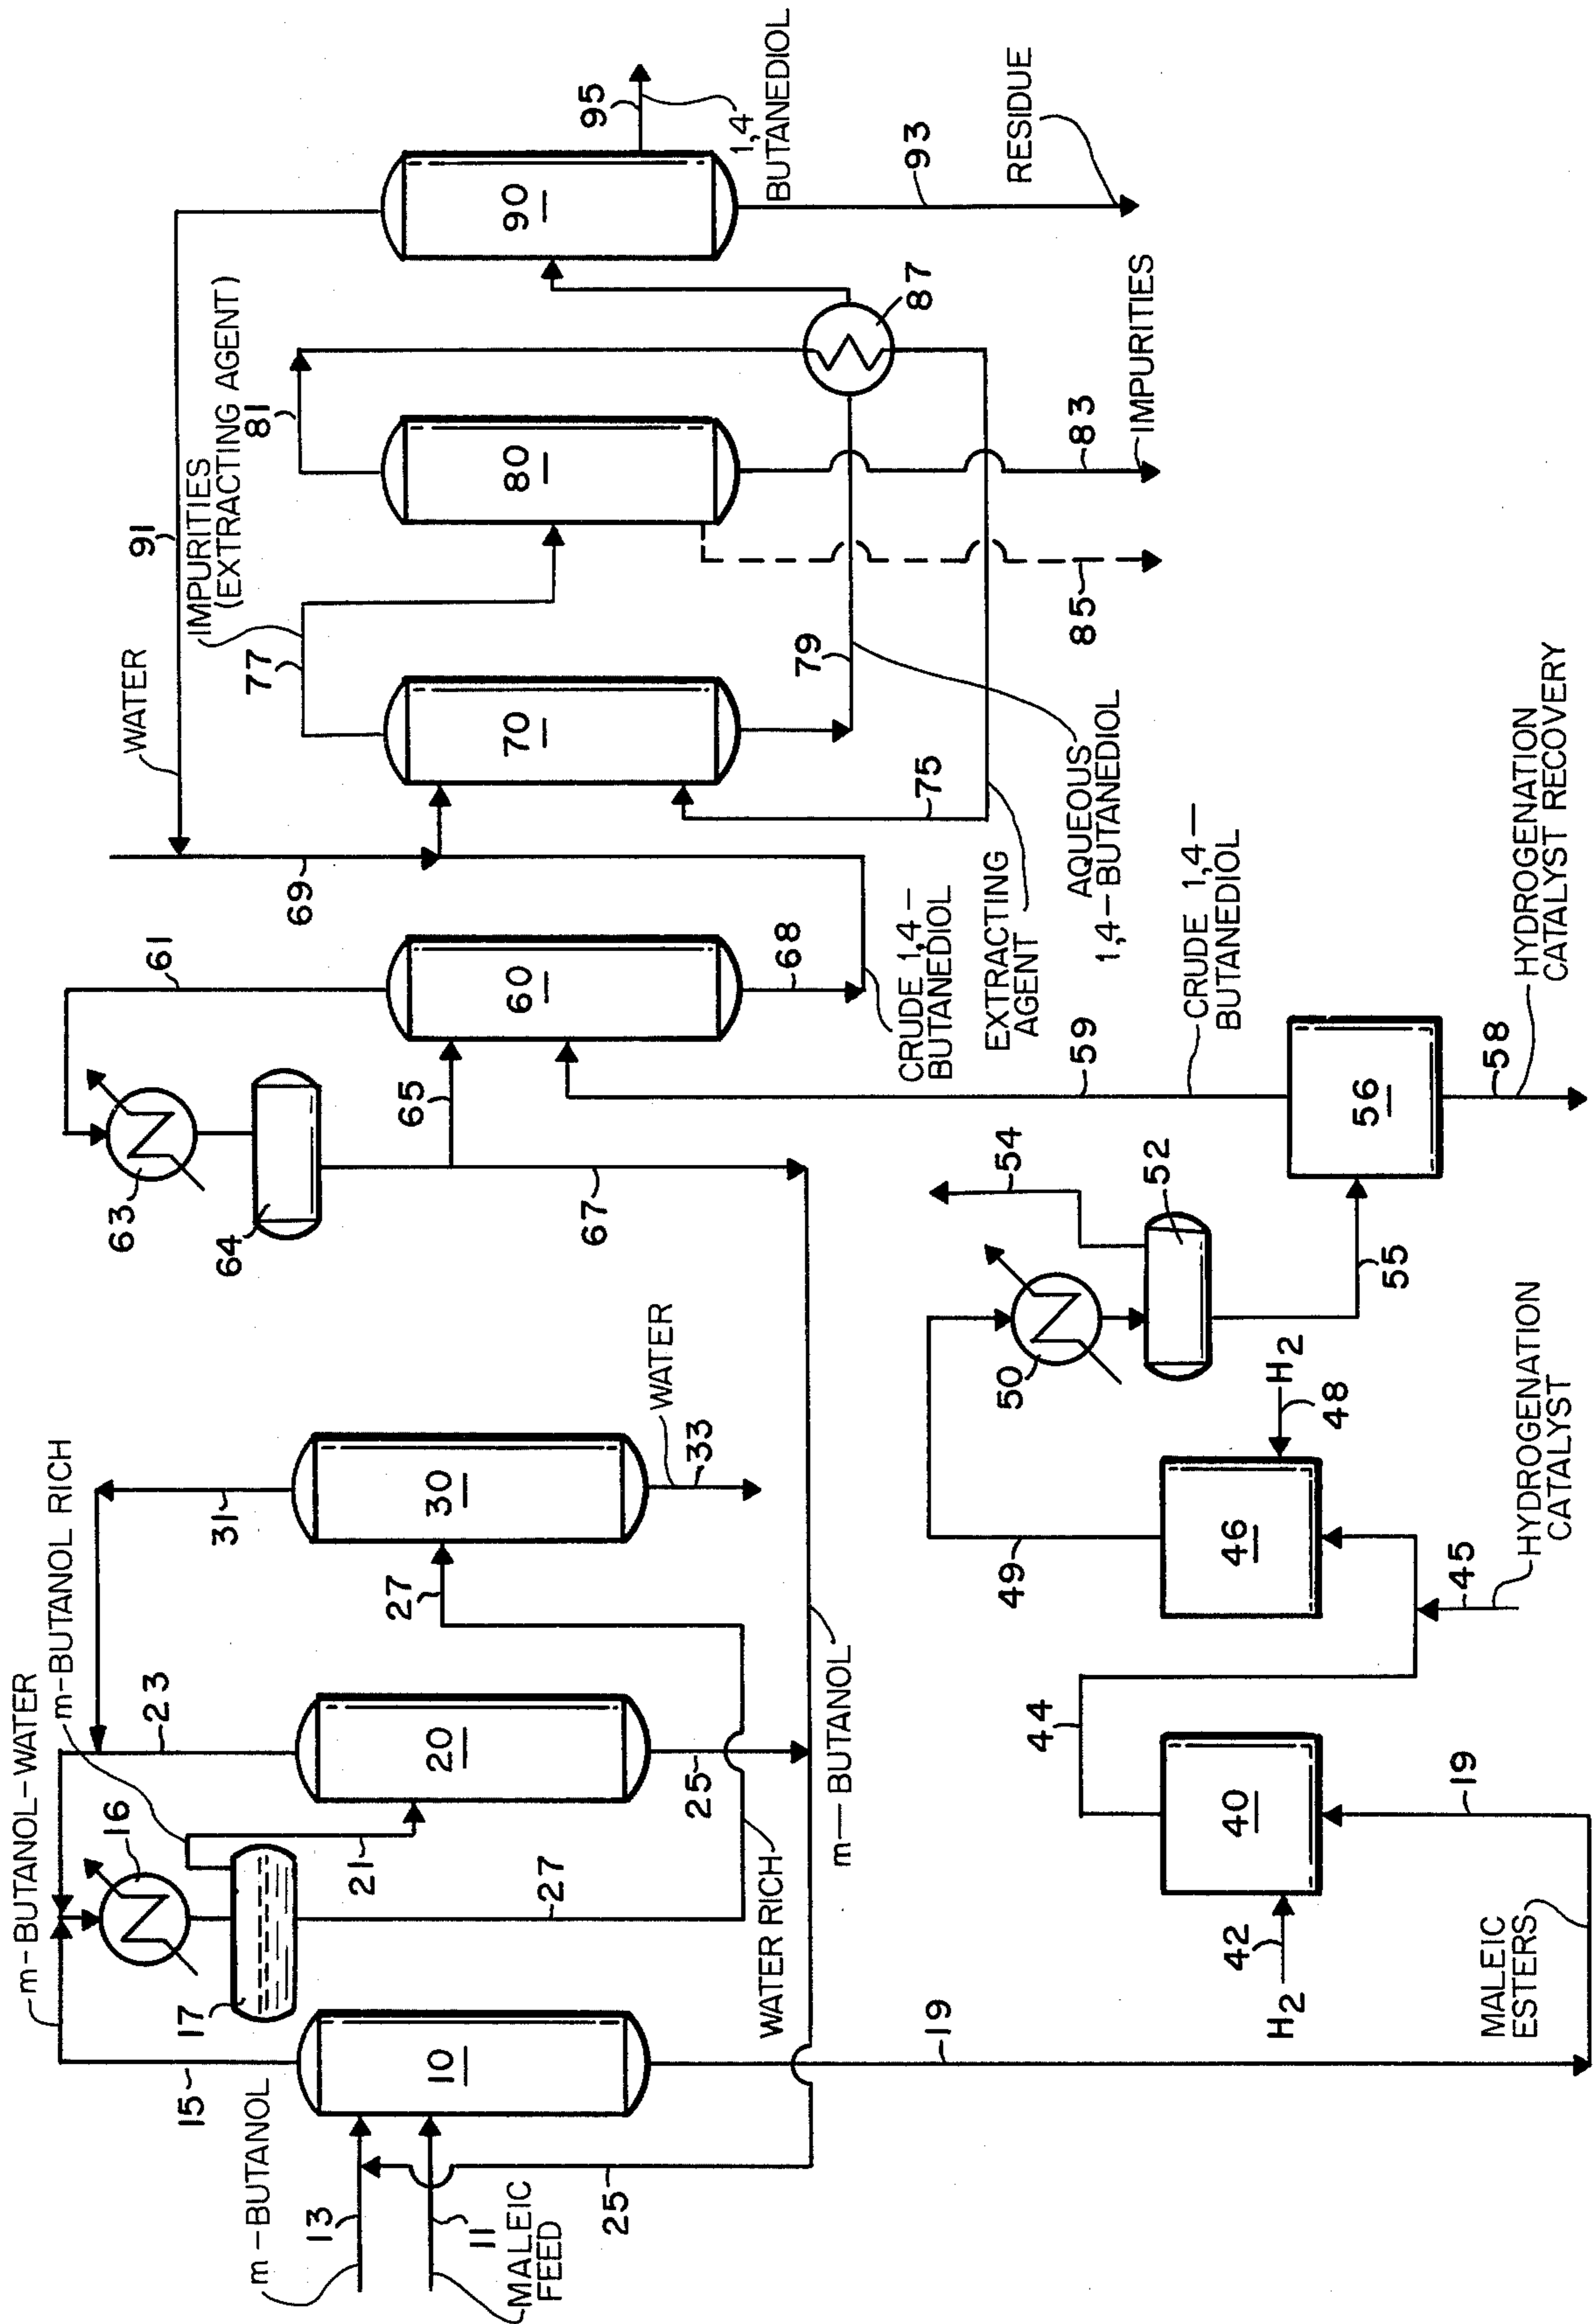 m-BUTANOL-WATER
m-BUTANOL RICH
15
16
23
31
m-BUTANOL
17
21
13
10
20
30
27
27
11
MALEIC
FEED
25
25
33
WATER
WATER RICH
m-BUTANOL
19
61
63
64
65
67
60
68
CRUDE 1,4-
BUTANEDIOL
WATER
91
69
77
IMPURITIES
(EXTRACTING AGENT)
81
70
80
90
95
1,4
BUTANEDIOL
79
87
75
EXTRACTING
AGENT
AQUEOUS
1,4-BUTANEDIOL
85
83
IMPURITIES
93
RESIDUE
H2
42
40
44
19
MALEIC
ESTERS
45
HYDROGENATION
CATALYST
46
48
H2
49
50
52
54
55
56
58
HYDROGENATION
CATALYST RECOVERY
59
CRUDE 1,4-
BUTANEDIOL